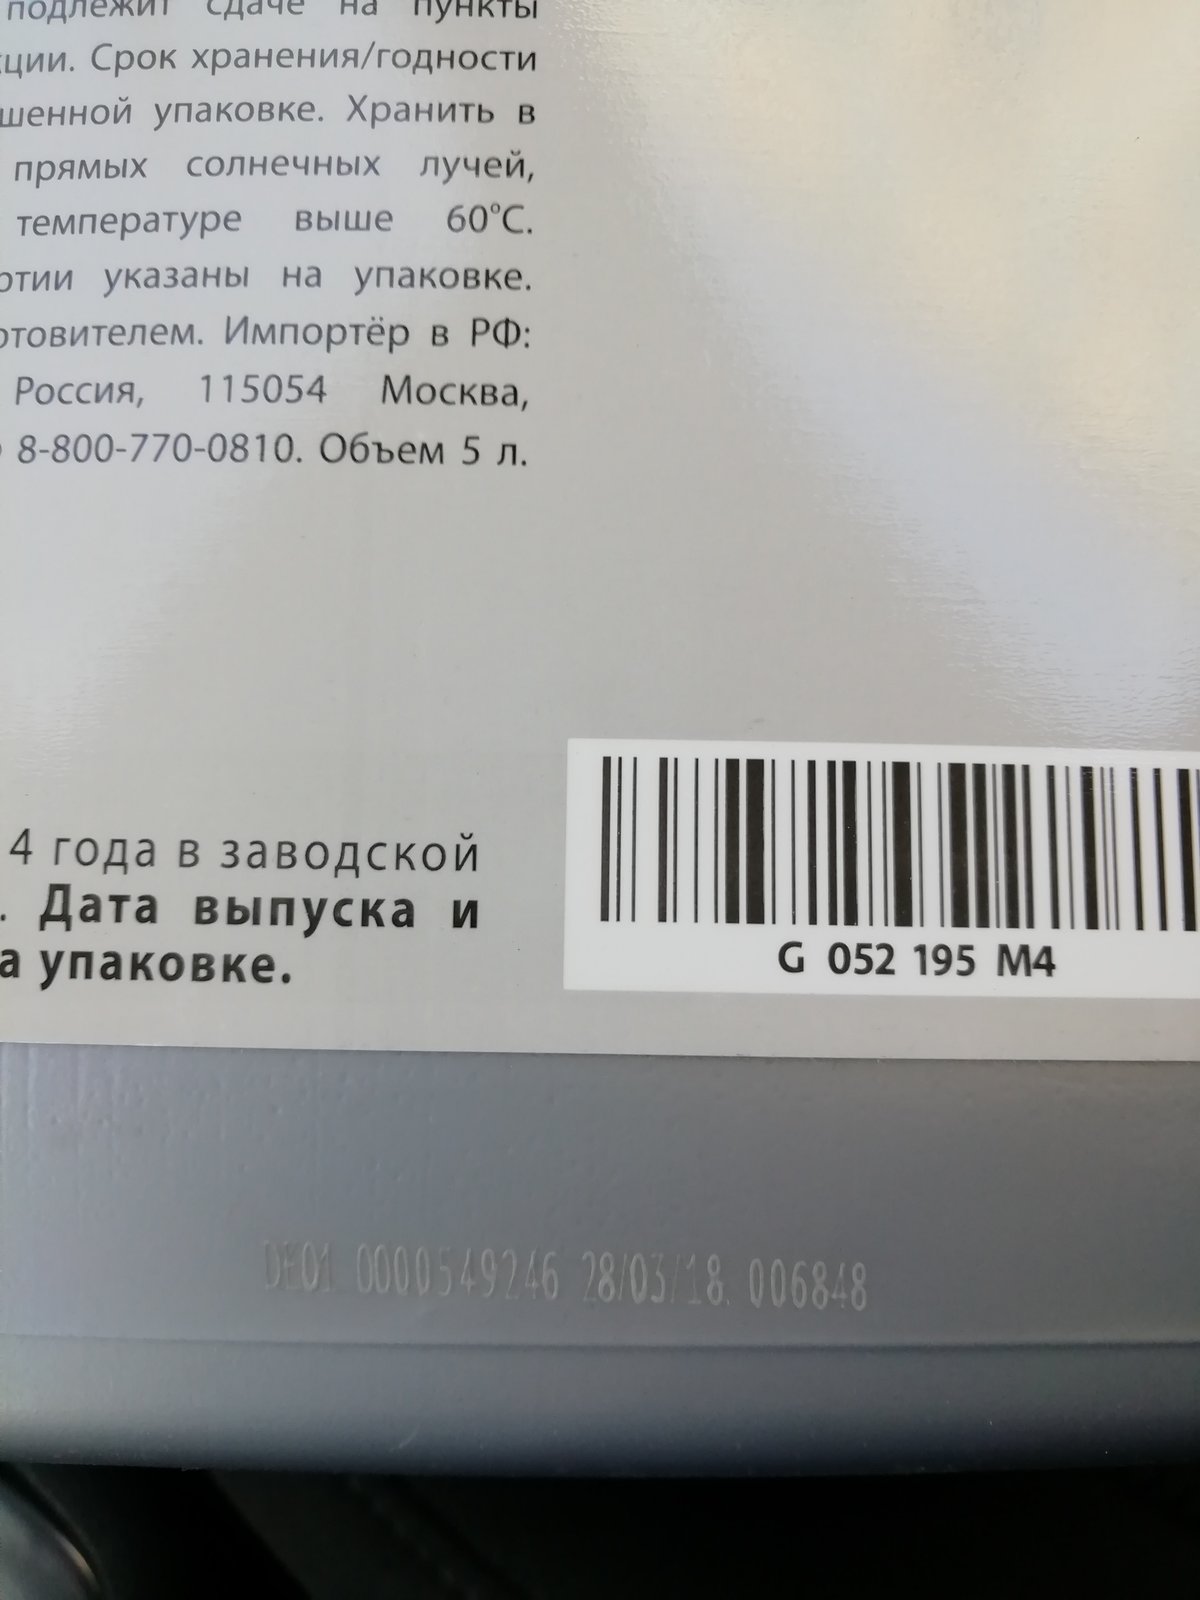 подлежит сдаче на пункты
ции. Срок хранения/годности
шенной упаковке. Хранить в
прямых солнечных лучей,
температуре выше 60°С.
ртии указаны на упаковке.
отовителем. Импортёр в РФ:
Россия, 115054 Москва,
8-800-770-0810. Объем 5 л.
4 года в заводской
. Дата выпуска и
а упаковке.
G 052 195 M4
DE01 0000549246 28/03/18. 006848